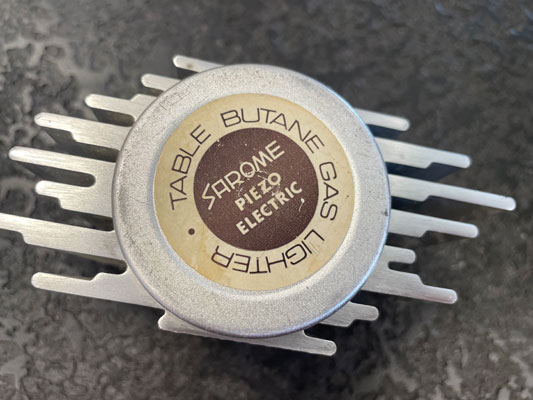 TABLE BUTANE GAS LIGHTER
SAROME
PIEZO
ELECTRIC